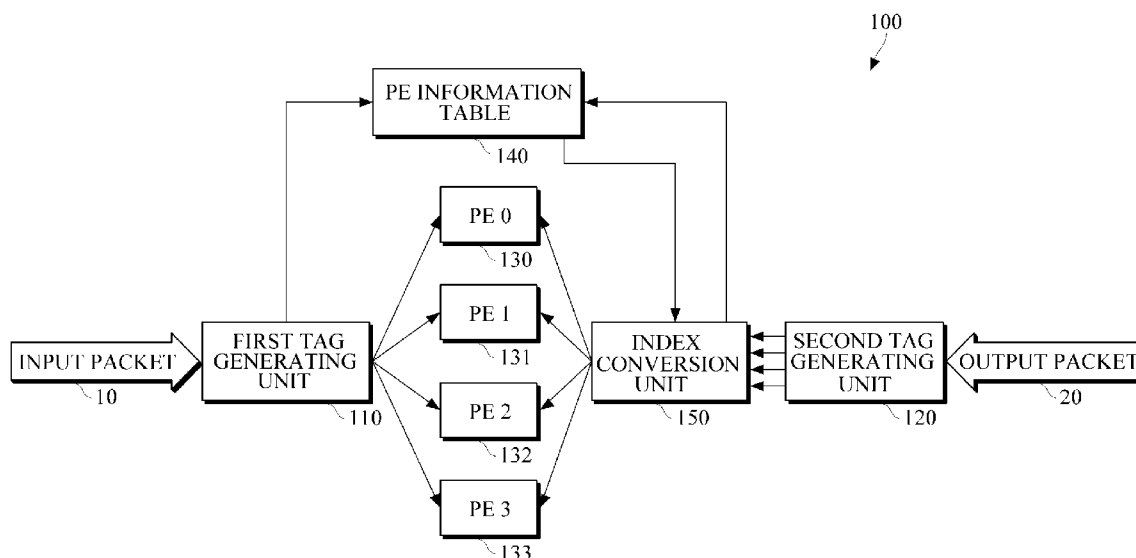 100
PE INFORMATION
TABLE
140
PE 0
130
PE 1
131
PE 2
132
PE 3
133
INPUT PACKET
10
FIRST TAG
GENERATING
UNIT
110
INDEX
CONVERSION
UNIT
150
SECOND TAG
GENERATING
UNIT
120
OUTPUT PACKET
20